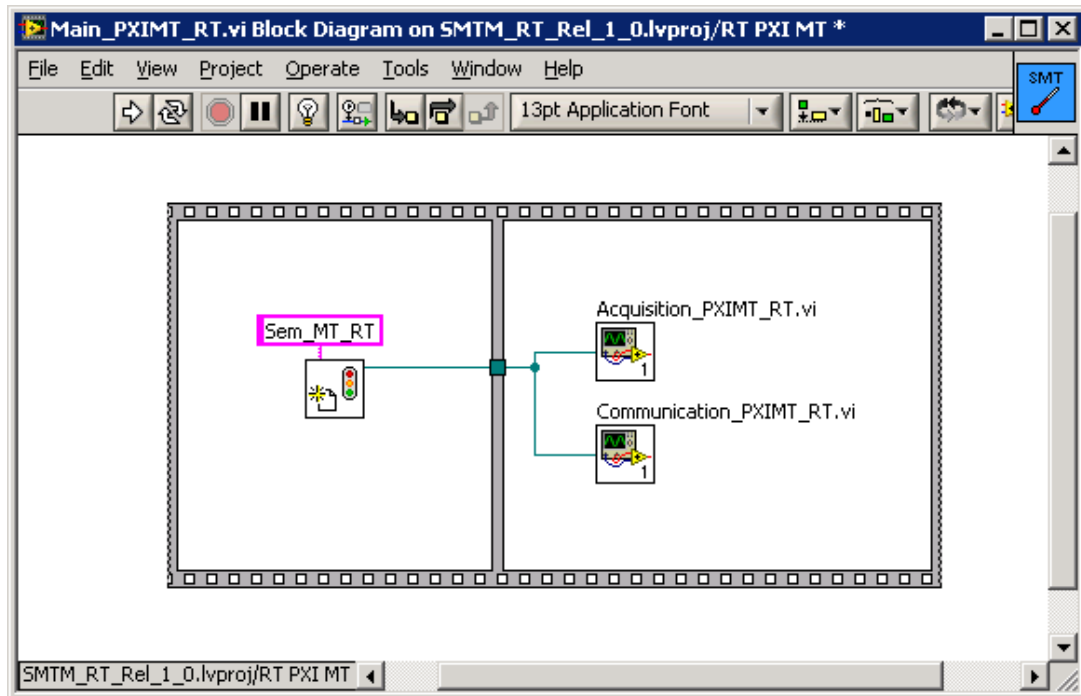 Main_PXIMT_RT.vi Block Diagram on SMTM_RT_Rel_1_0.lvproj/RT PXI MT *
File Edit View Project Operate Tools Window Help
SMT
13pt Application Font
Sem_MT_RT
Acquisition_PXIMT_RT.vi
1
Communication_PXIMT_RT.vi
1
SMTM_RT_Rel_1_0.lvproj/RT PXI MT